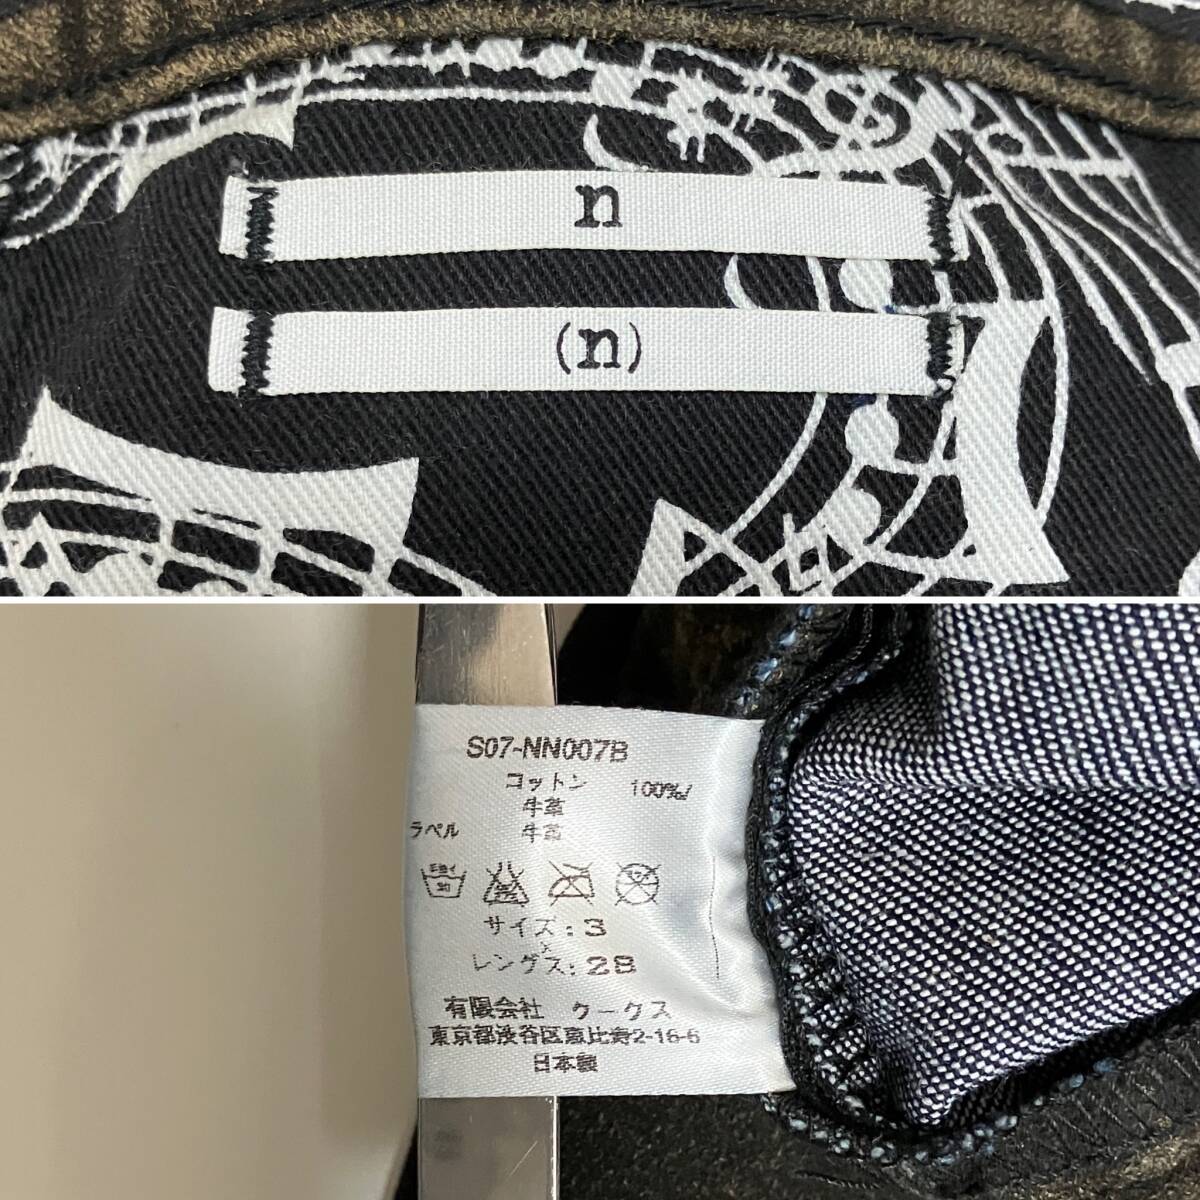 n
(n)
S07-NN007B
コットン 100%
牛革
ラベル 牛革
サイズ:3
×
レングス:28
有限会社 クークス
東京都渋谷区恵比寿2-16-6
日本製